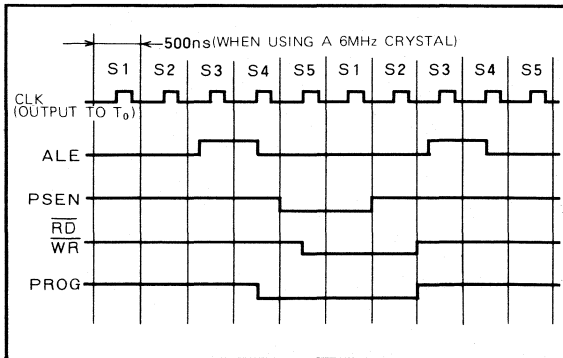 500ns(WHEN USING A 6MHz CRYSTAL)
S1 S2 S3 S4 S5 S1 S2 S3 S4 S5
CLK
(OUTPUT TO T₀)
ALE
PSEN
RD
WR
PROG